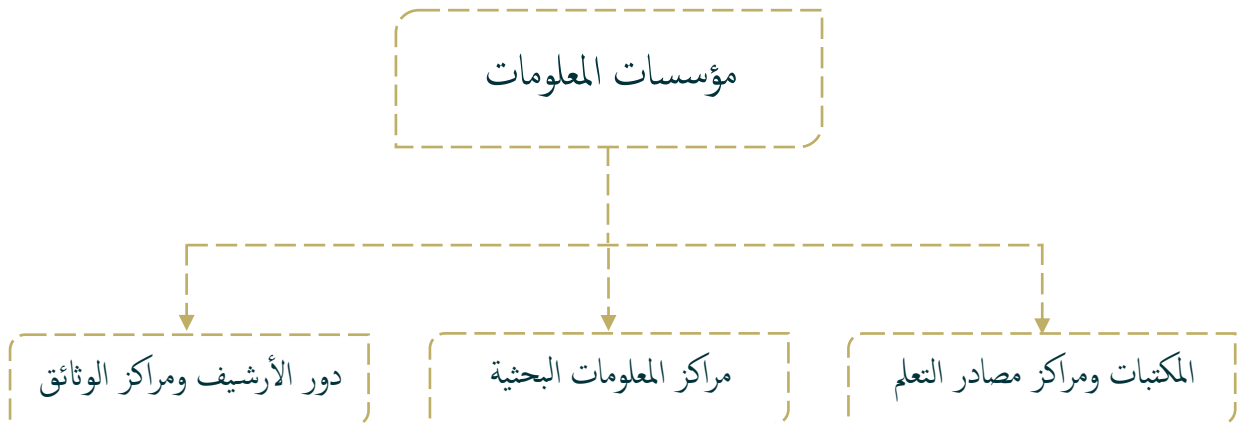 مؤسسات المعلومات
المكتبات ومراكز مصادر التعلم
مراكز المعلومات البحثية
دور الأرشيف ومراكز الوثائق